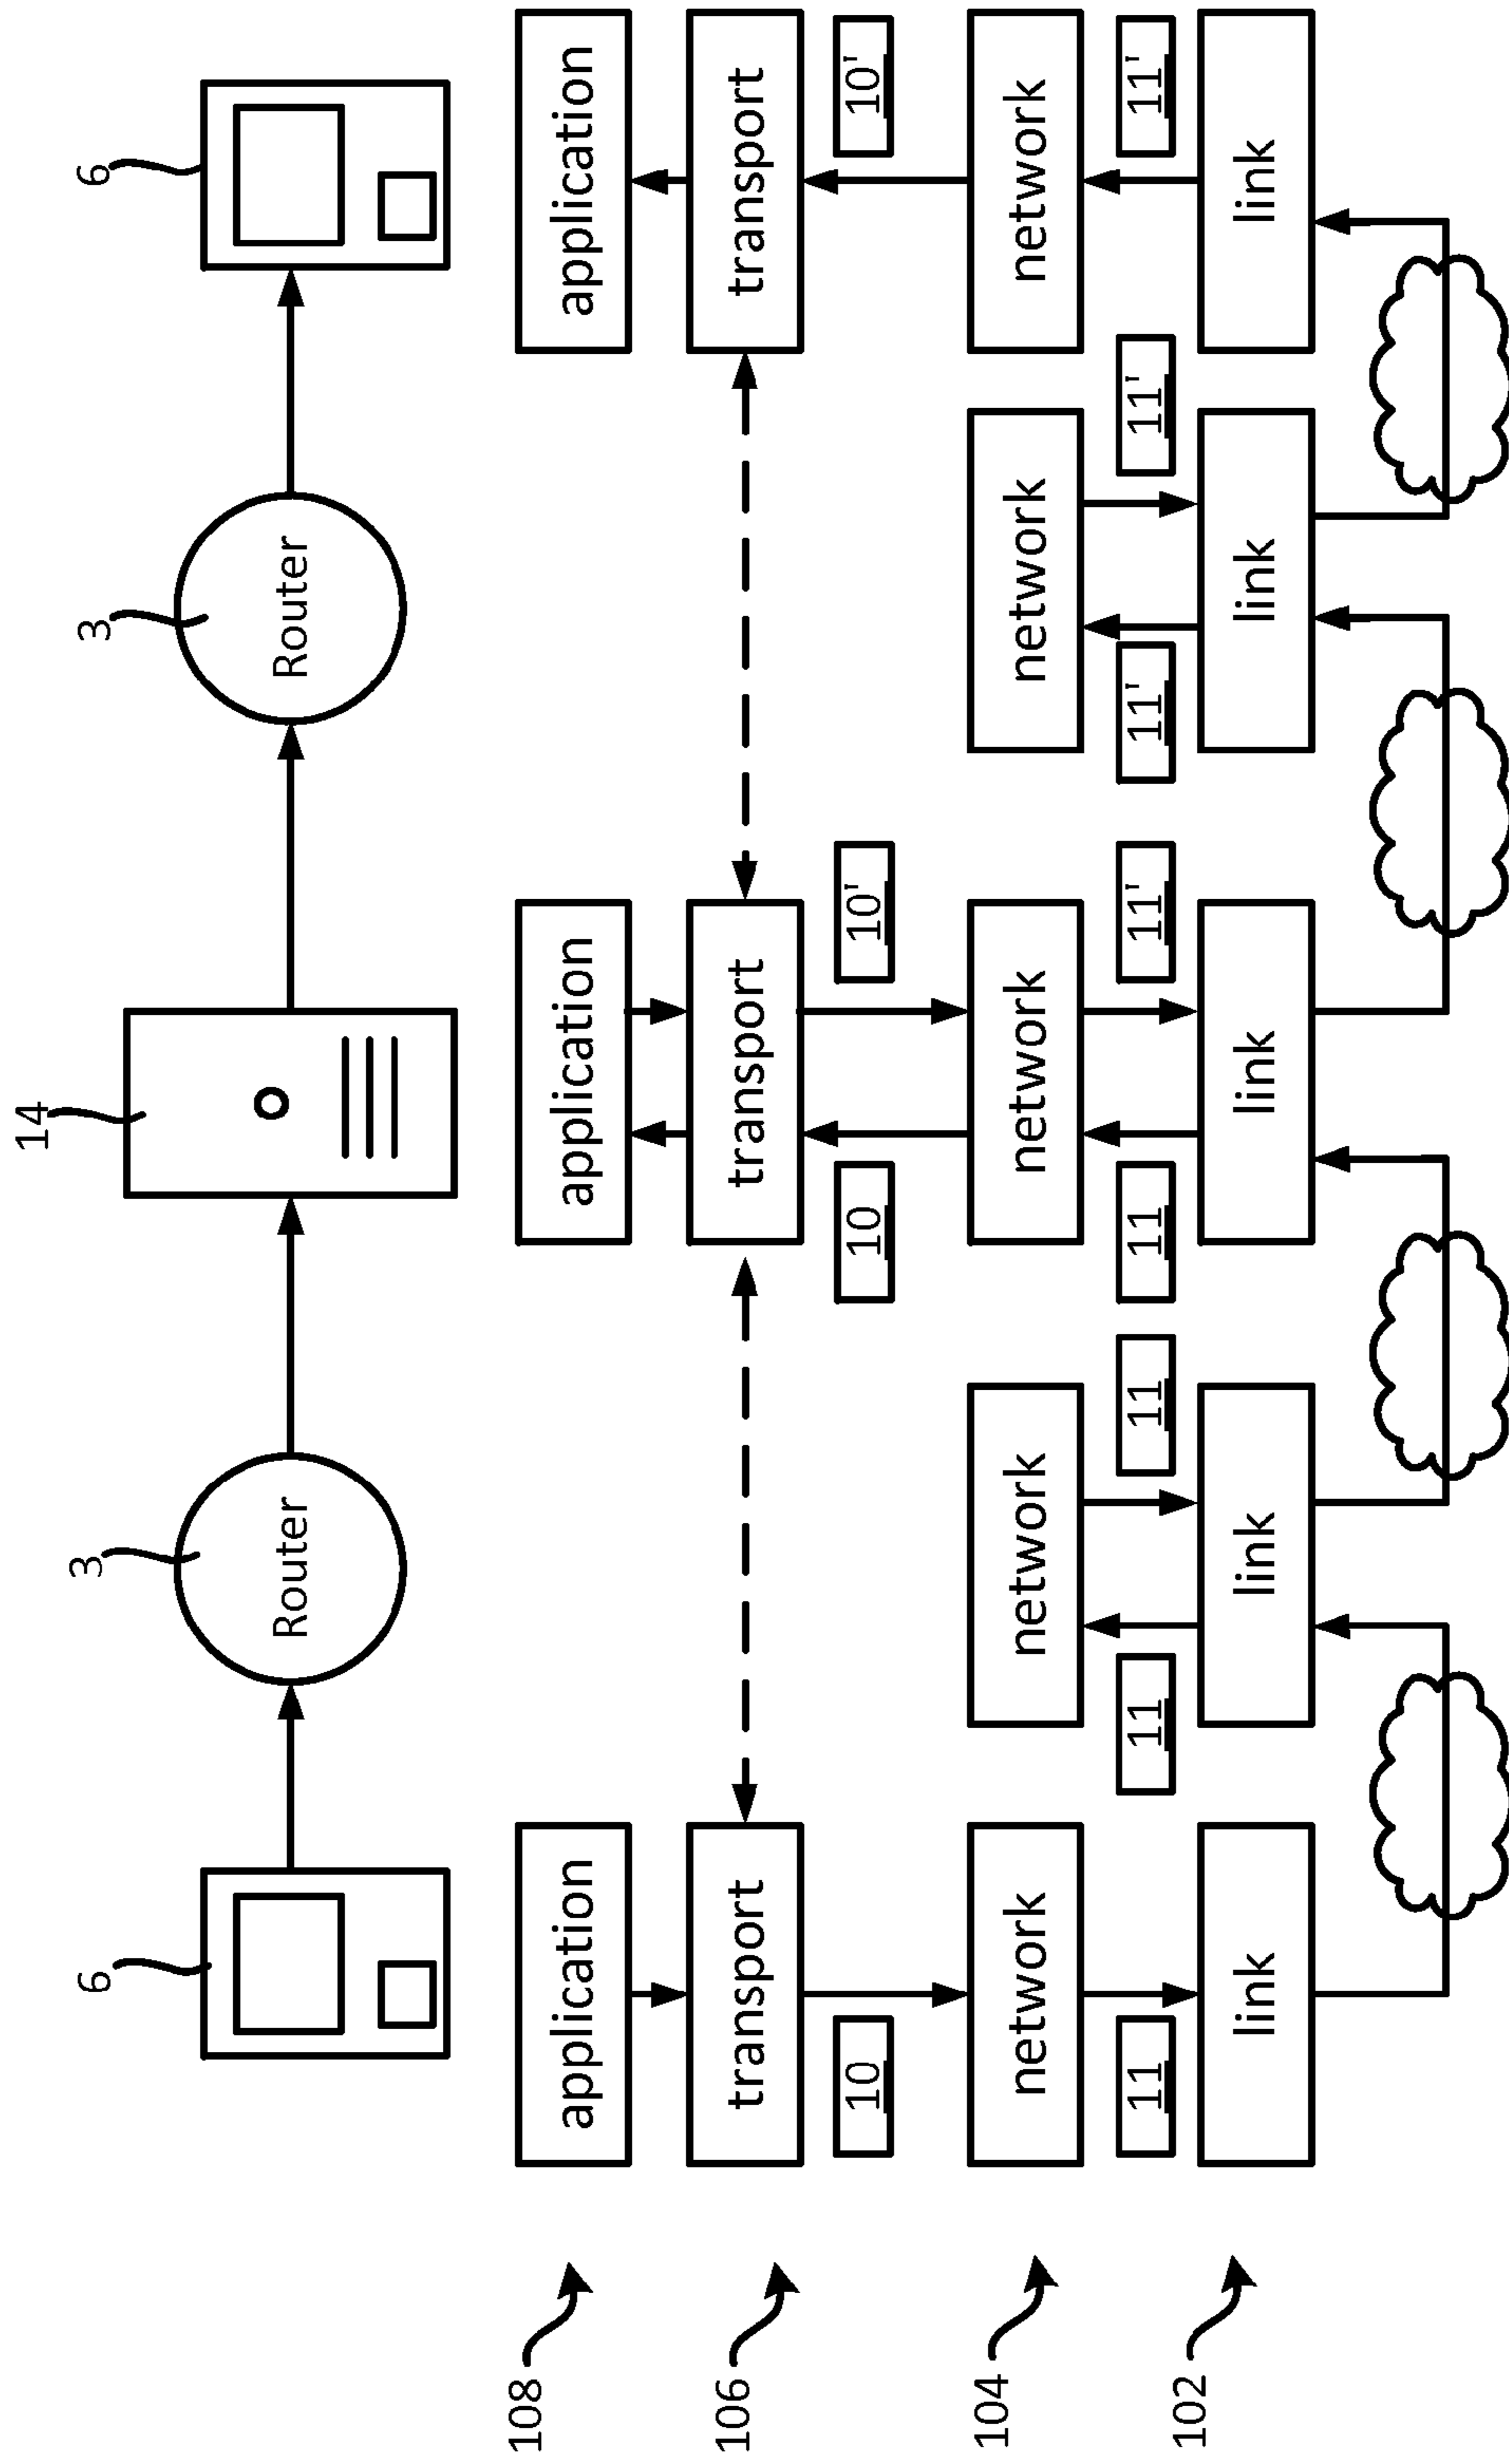 14
6 3 3 6
Router Router
108 application application application
106 transport transport transport
10 10 10' 10'
104 network network network network network
11 11 11 11 11' 11' 11' 11'
102 link link link link link